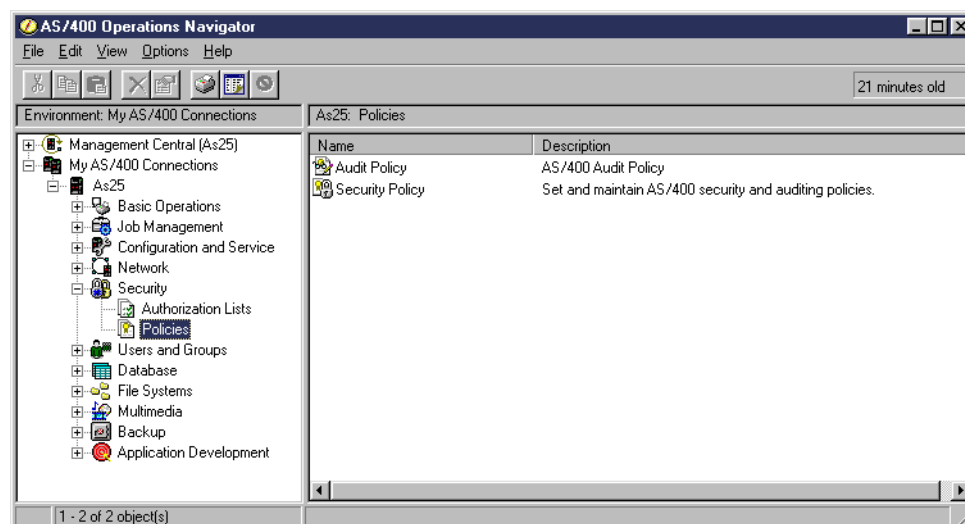 AS/400 Operations Navigator
File Edit View Options Help
21 minutes old
Environment: My AS/400 Connections
As25: Policies
Management Central (As25)
My AS/400 Connections
As25
Basic Operations
Job Management
Configuration and Service
Network
Security
Authorization Lists
Policies
Users and Groups
Database
File Systems
Multimedia
Backup
Application Development
Name Description
Audit Policy AS/400 Audit Policy
Security Policy Set and maintain AS/400 security and auditing policies.
1 - 2 of 2 object(s)